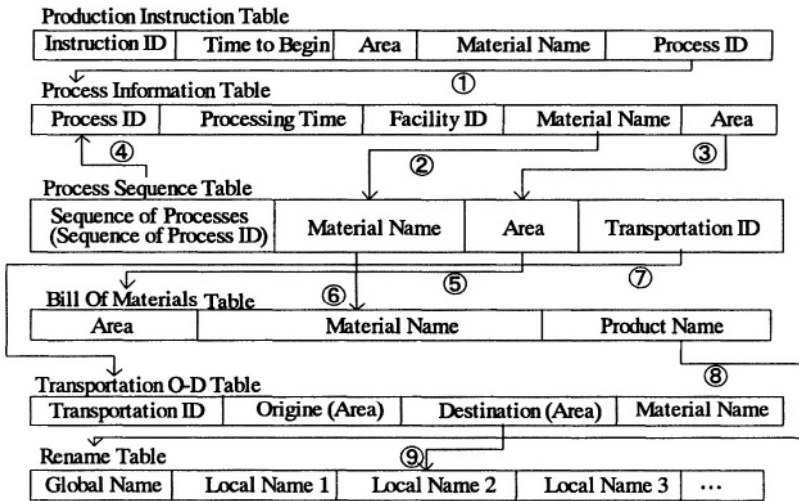 Production Instruction Table
Instruction ID Time to Begin Area Material Name Process ID
①
Process Information Table
Process ID Processing Time Facility ID Material Name Area
④ ② ③
Process Sequence Table
Sequence of Processes
(Sequence of Process ID) Material Name Area Transportation ID
⑥ ⑤ ⑦
Bill Of Materials Table
Area Material Name Product Name
⑧
Transportation O-D Table
Transportation ID Origine (Area) Destination (Area) Material Name
Rename Table ⑨
Global Name Local Name 1 Local Name 2 Local Name 3 ...